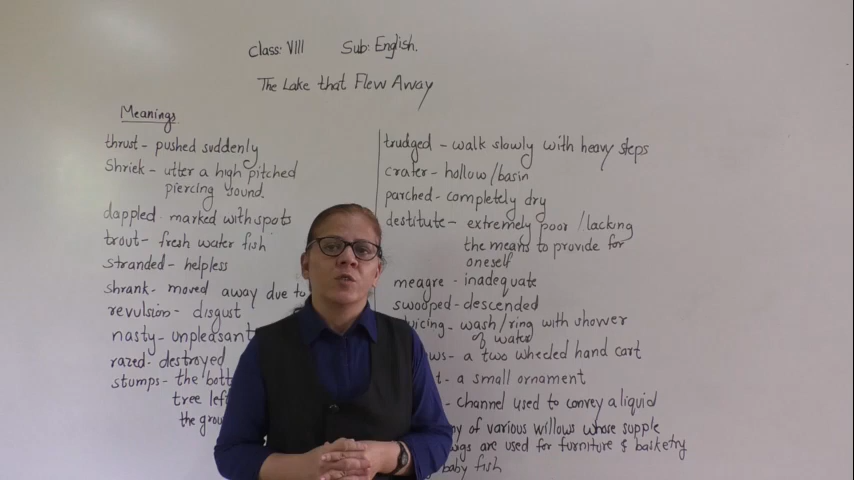 Class: VIII Sub: English.
The Lake that Flew Away
Meanings
thrust - pushed suddenly
Shriek - utter a high pitched
piercing sound.
dappled - marked with spots
trout - fresh water fish
stranded - helpless
shrank - moved away due to
revulsion - disgust
nasty - unpleasant
razed - destroyed
stumps - the bott
tree left
the grou
trudged - walk slowly with heavy steps
crater - hollow/basin
parched - completely dry
destitute - extremely poor /lacking
the means to provide for
oneself
meagre - inadequate
swooped - descended
uicing - wash/ring with shower
of water
ws - a two wheeled hand cart
t - a small ornament
- channel used to convey a liquid
ny of various willows whose supple
wigs are used for furniture & basketry
baby fish